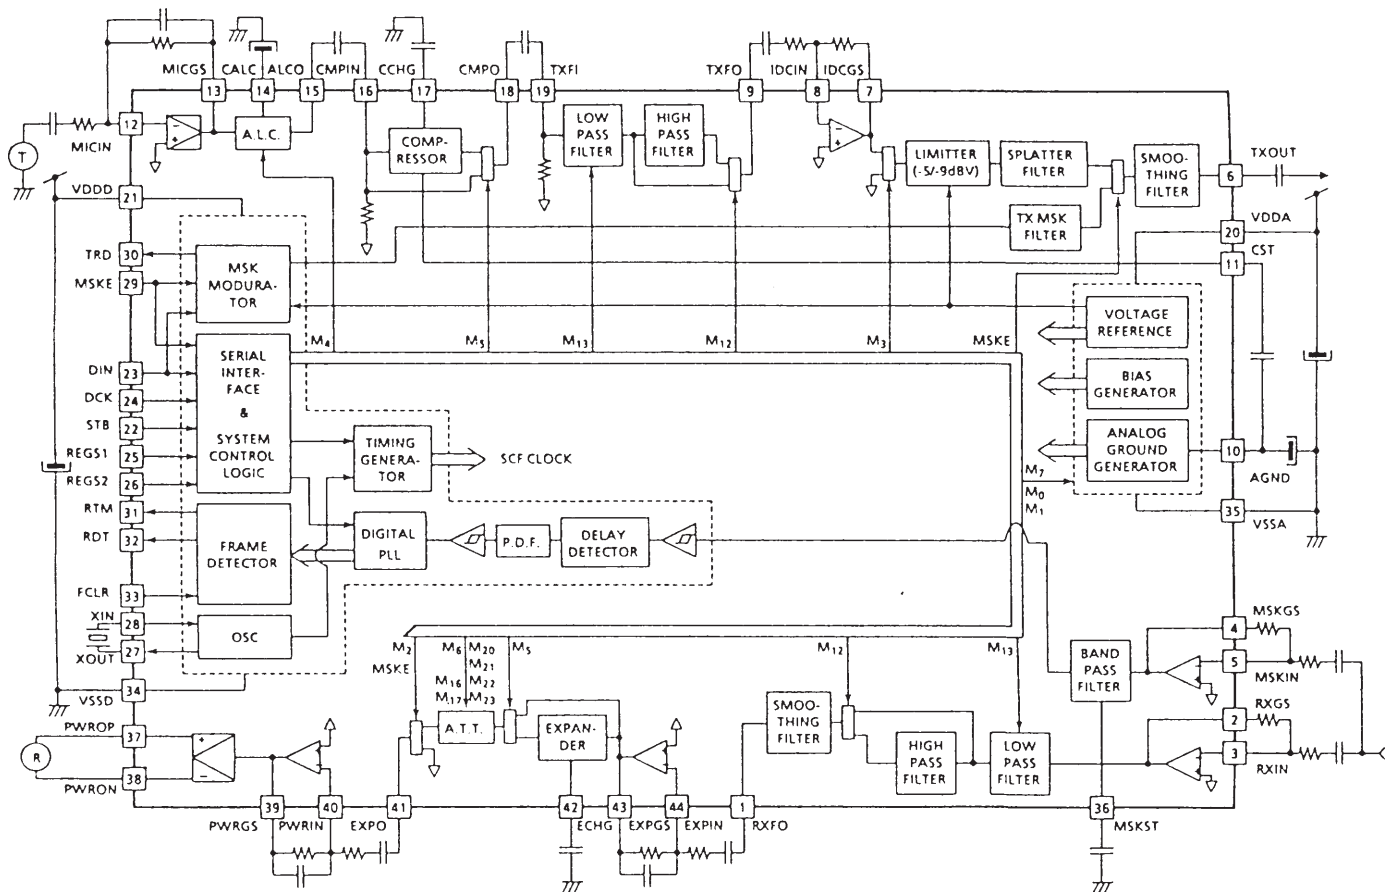 MICGS CALC ALCO CMPIN CCHG CMPO TXFI TXFO IDCIN IDCGS
13 14 15 16 17 18 19 9 8 7
12
MICIN
T
− +
A.L.C.
COMP-
RESSOR
LOW
PASS
FILTER
HIGH
PASS
FILTER
− +
LIMITTER
(-5/-9dBV)
SPLATTER
FILTER
SMOO-
THING
FILTER
6
TXOUT
VDDD
21
TX MSK
FILTER
VDDA
20
CST
11
TRD
30
MSKE
29
MSK
MODURA-
TOR
M4 M5 M13 M12 M3 MSKE
VOLTAGE
REFERENCE
BIAS
GENERATOR
ANALOG
GROUND
GENERATOR
10
AGND
DIN
23
DCK
24
STB
22
REGS1
25
REGS2
26
SERIAL
INTER-
FACE
&
SYSTEM
CONTROL
LOGIC
TIMING
GENERA-
TOR
SCF CLOCK
M7
M0
M1
35
VSSA
RTM
31
RDT
32
FCLR
33
FRAME
DETECTOR
DIGITAL
PLL
P.D.F.
DELAY
DETECTOR
XIN
28
XOUT
27
OSC
VSSD
34
M2
MSKE
M6 M20
M21
M16 M22
M17 M23
M5
M12
M13
BAND
PASS
FILTER
MSKGS
4
5
MSKIN
RXGS
2
3
RXIN
PWROP
37
R
38
PWRON
+
−
A.T.T.
EXPAN-
DER
SMOO-
THING
FILTER
HIGH
PASS
FILTER
LOW
PASS
FILTER
39 40 41 42 43 44 1 36
PWRGS PWRIN EXPO ECHG EXPGS EXPIN RXFO MSKST